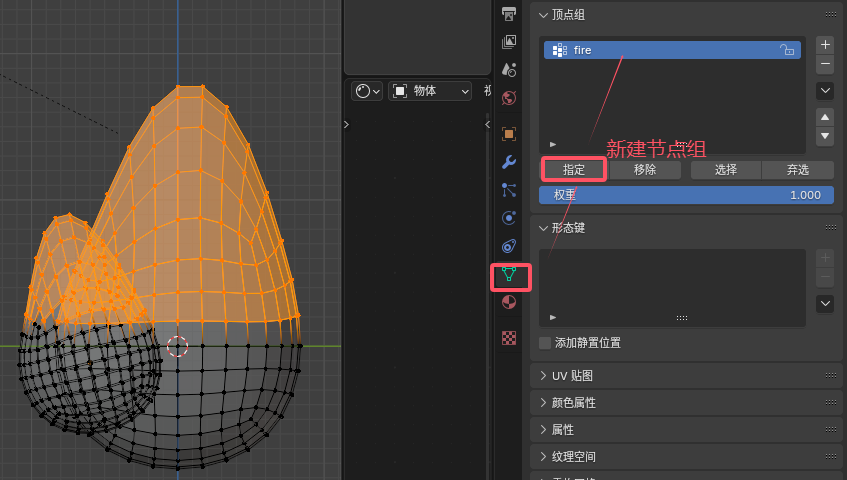 顶点组
fire
物体
新建节点组
指定
移除
选择
弃选
权重
1.000
形态键
添加静置位置
UV 贴图
颜色属性
属性
纹理空间